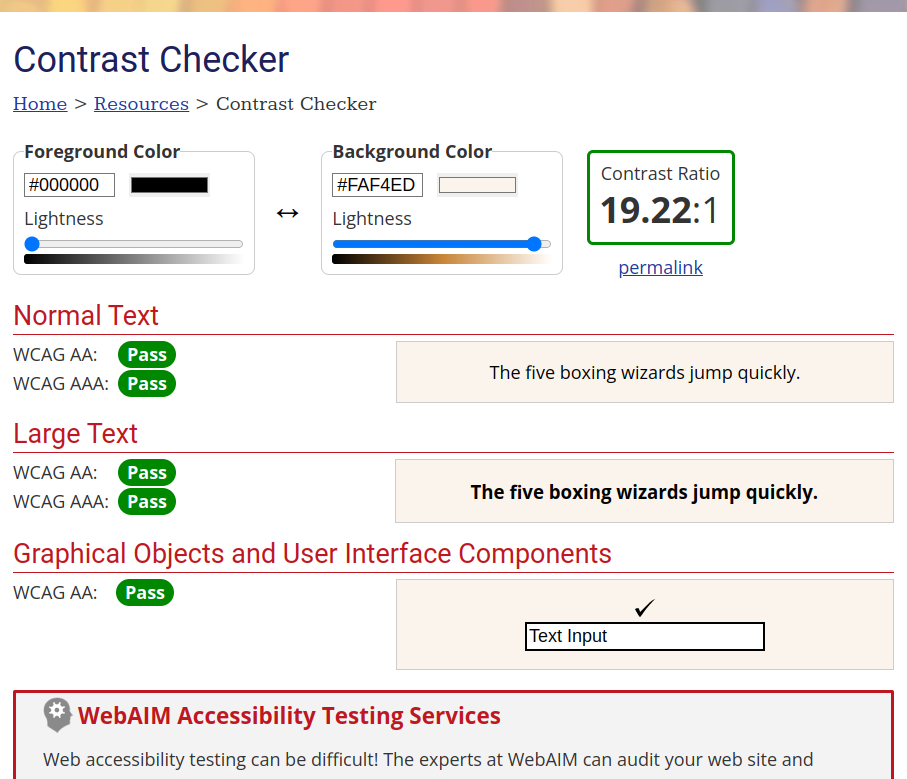 Contrast Checker
Home > Resources > Contrast Checker
Foreground Color
#000000
Lightness
↔
Background Color
#FAF4ED
Lightness
Contrast Ratio
19.22:1
permalink
Normal Text
WCAG AA: Pass
WCAG AAA: Pass
The five boxing wizards jump quickly.
Large Text
WCAG AA: Pass
WCAG AAA: Pass
The five boxing wizards jump quickly.
Graphical Objects and User Interface Components
WCAG AA: Pass
✓
Text Input
WebAIM Accessibility Testing Services
Web accessibility testing can be difficult! The experts at WebAIM can audit your web site and